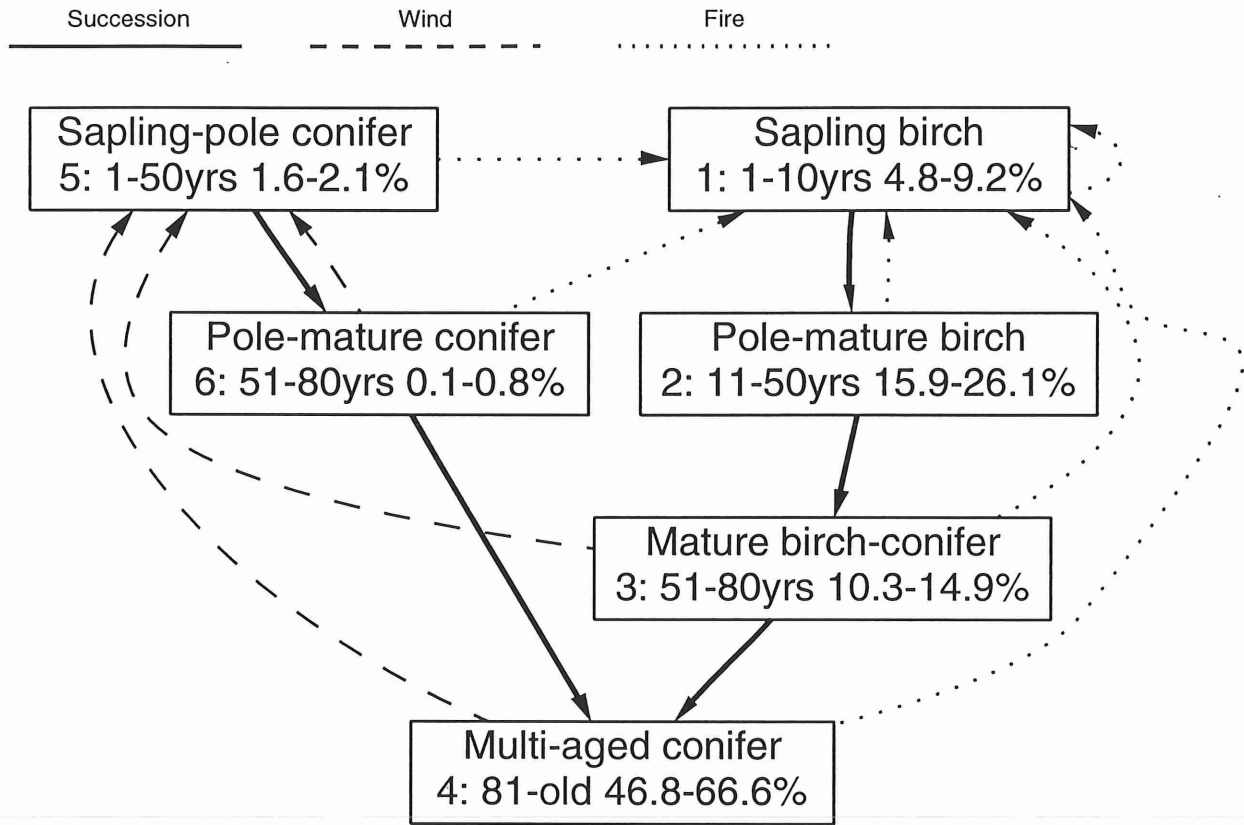 Succession Wind Fire
Sapling-pole conifer
5: 1-50yrs 1.6-2.1%
Sapling birch
1: 1-10yrs 4.8-9.2%
Pole-mature conifer
6: 51-80yrs 0.1-0.8%
Pole-mature birch
2: 11-50yrs 15.9-26.1%
Mature birch-conifer
3: 51-80yrs 10.3-14.9%
Multi-aged conifer
4: 81-old 46.8-66.6%